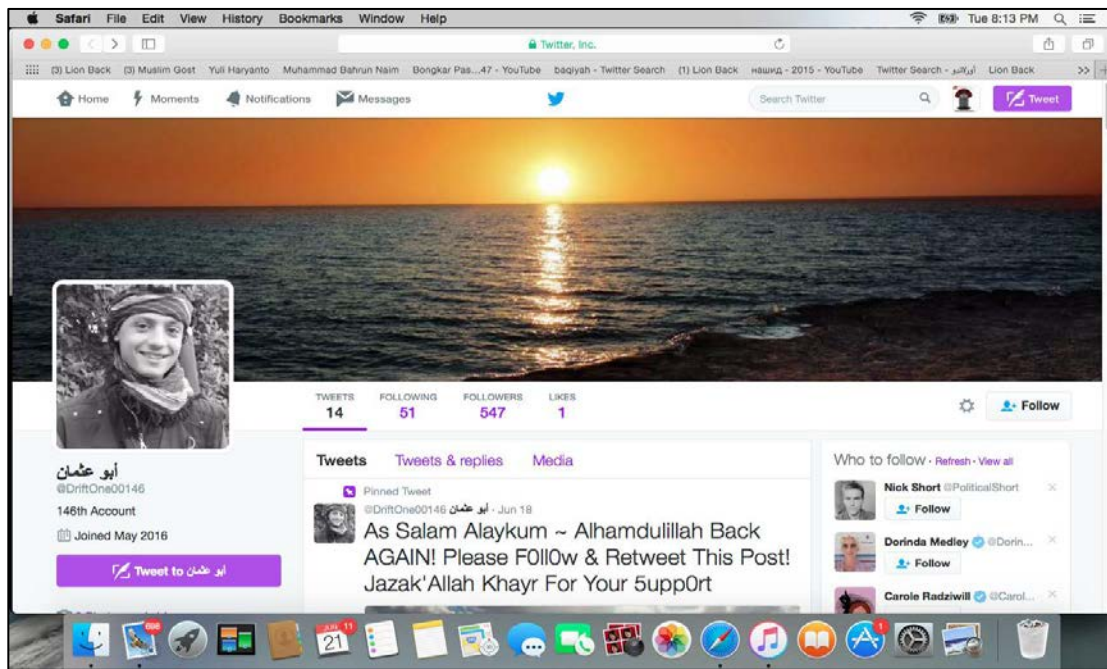 Safari File Edit View History Bookmarks Window Help Tue 8:13 PM
Twitter, Inc.
(3) Lion Back (3) Muslim Gost Yuli Haryanto Muhammad Bahrun Naim Bongkar Pas...47 - YouTube baqiyah - Twitter Search (1) Lion Back нашид - 2015 - YouTube Twitter Search - Lion Back >>
Home Moments Notifications Messages Search Twitter Tweet
TWEETS FOLLOWING FOLLOWERS LIKES
14 51 547 1 Follow
أبو عثمان
@DriftOne00146
146th Account
Joined May 2016
Tweet to أبو عثمان
Tweets Tweets & replies Media
Pinned Tweet
@DriftOne00146 أبو عثمان · Jun 18
As Salam Alaykum ~ Alhamdulillah Back
AGAIN! Please F0ll0w & Retweet This Post!
Jazak'Allah Khayr For Your 5upp0rt
Who to follow · Refresh · View all
Nick Short @PoliticalShort
Follow
Dorinda Medley @Dorin...
Follow
Carole Radziwill @Carol...
698
JUN 11
21
1